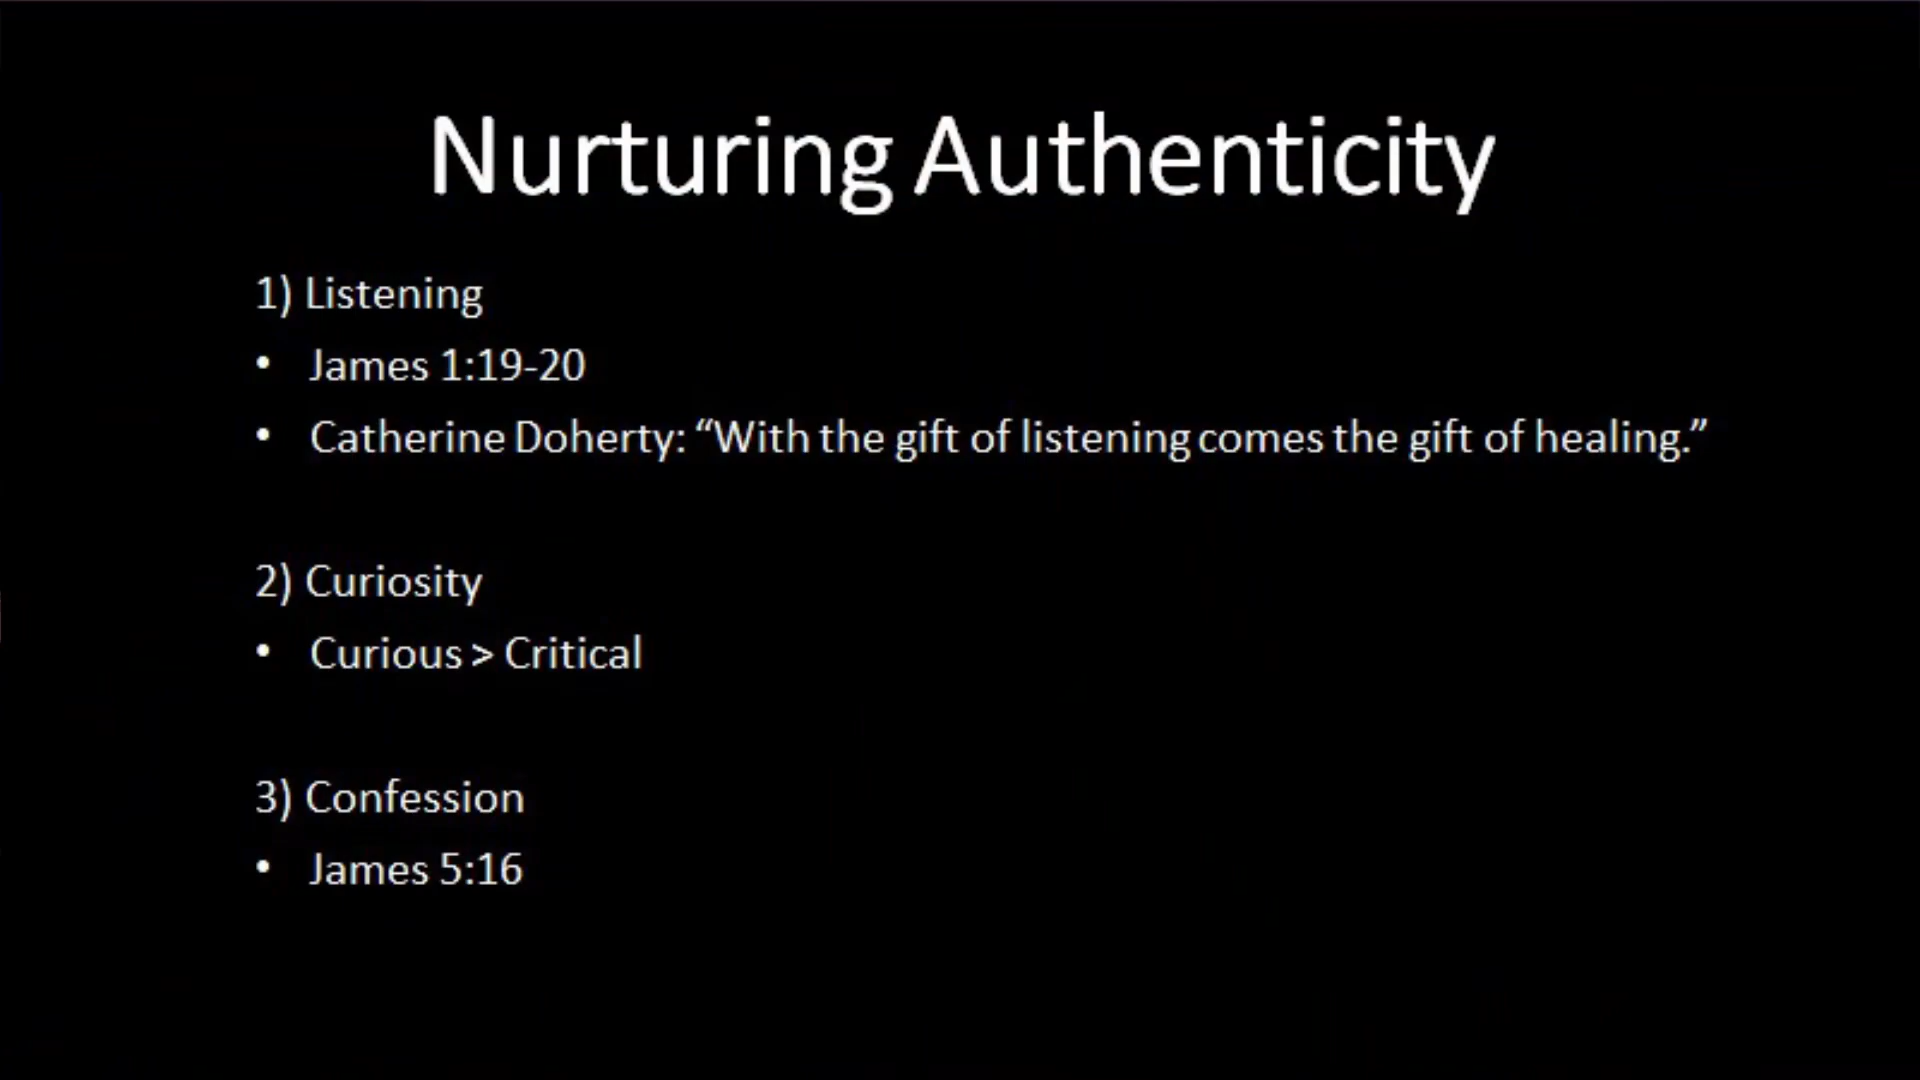 Nurturing Authenticity
1) Listening
• James 1:19-20
• Catherine Doherty: “With the gift of listening comes the gift of healing.”
2) Curiosity
• Curious > Critical
3) Confession
• James 5:16